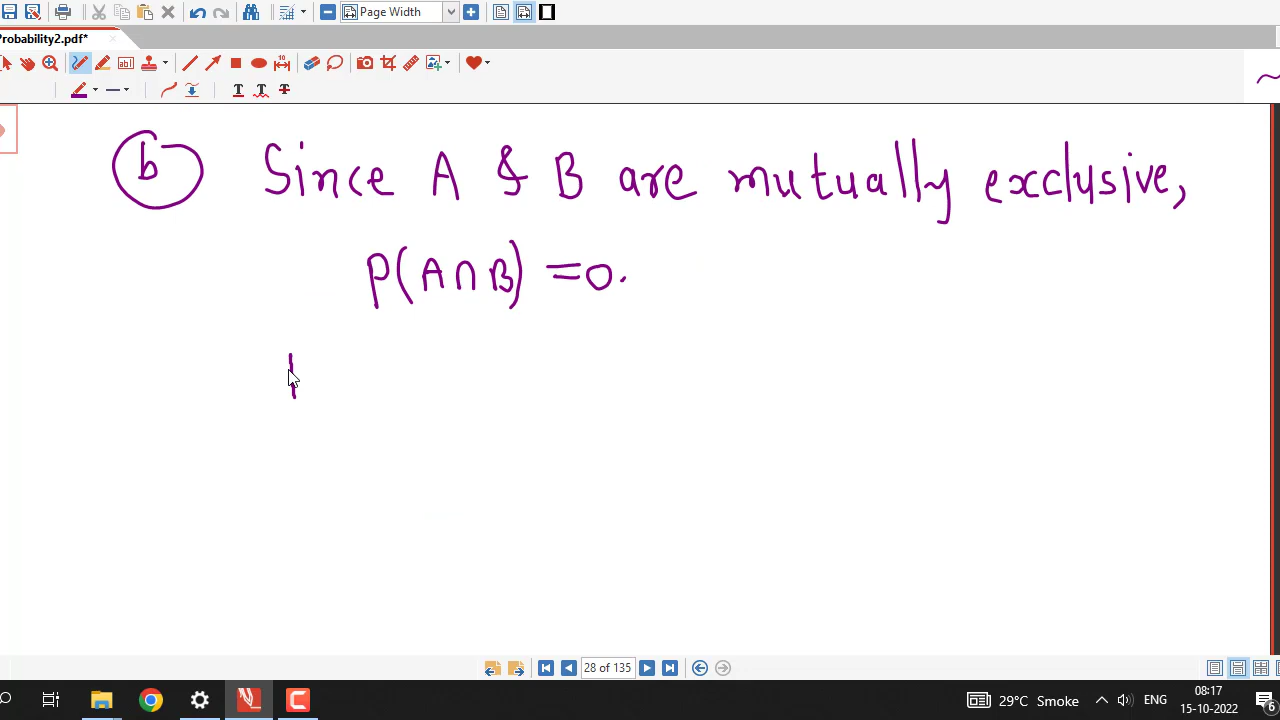 Page Width
Probability2.pdf*
ⓑ Since A & B are mutually exclusive,
P(A∩B) =0.
28 of 135
29°C Smoke ENG 08:17
15-10-2022
6